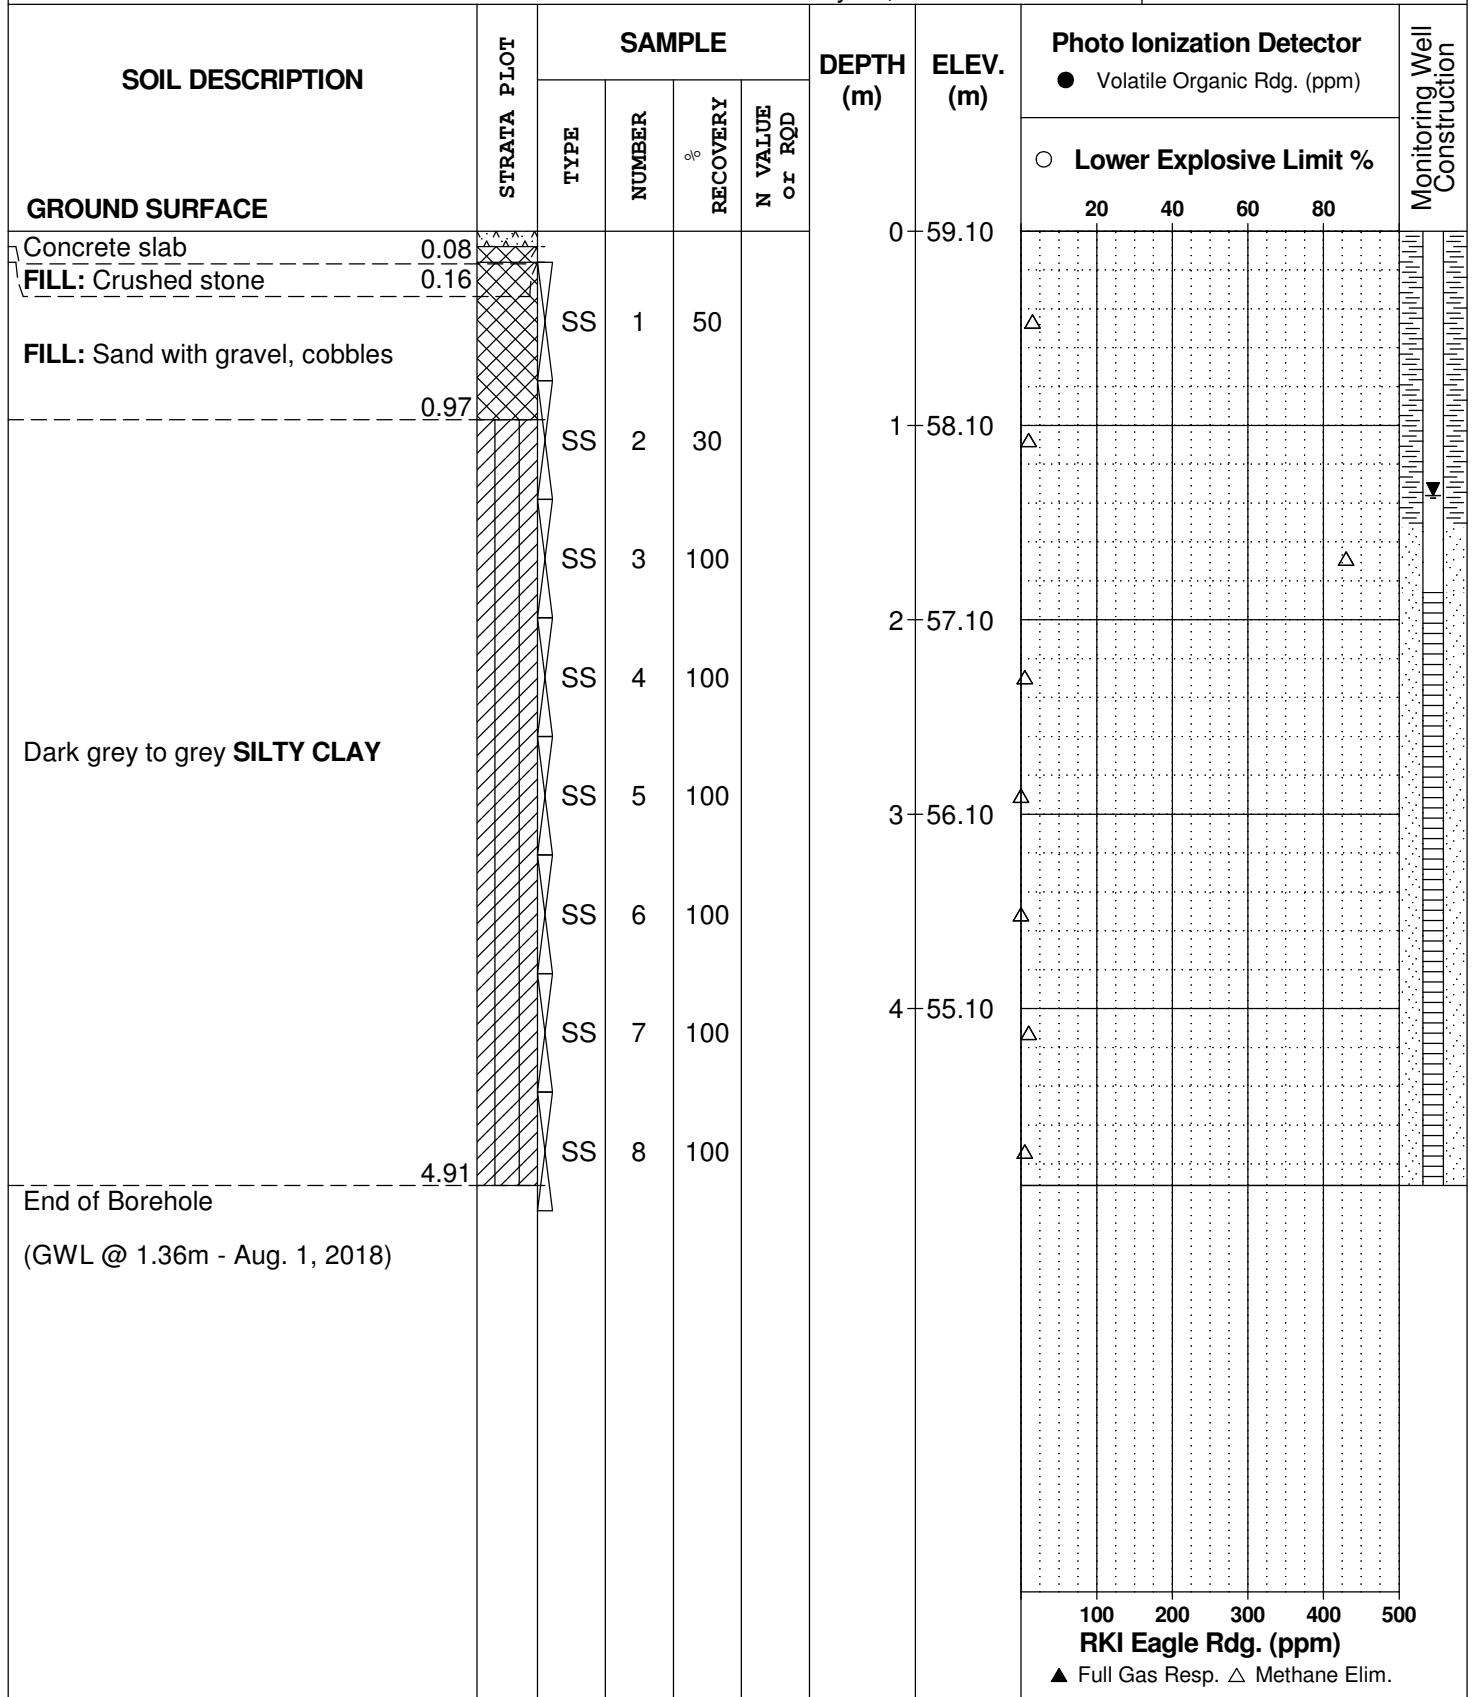 SOIL DESCRIPTION
GROUND SURFACE
STRATA PLOT
SAMPLE
TYPE
NUMBER
%
RECOVERY
N VALUE
or RQD
DEPTH
(m)
ELEV.
(m)
Photo Ionization Detector
● Volatile Organic Rdg. (ppm)
○ Lower Explosive Limit %
20 40 60 80
Monitoring Well
Construction
0 59.10
Concrete slab 0.08
FILL: Crushed stone 0.16
SS 1 50
FILL: Sand with gravel, cobbles
0.97
1 58.10
SS 2 30
SS 3 100
2 57.10
SS 4 100
Dark grey to grey SILTY CLAY
SS 5 100
3 56.10
SS 6 100
4 55.10
SS 7 100
SS 8 100
4.91
End of Borehole
(GWL @ 1.36m - Aug. 1, 2018)
100 200 300 400 500
RKI Eagle Rdg. (ppm)
▲ Full Gas Resp. △ Methane Elim.